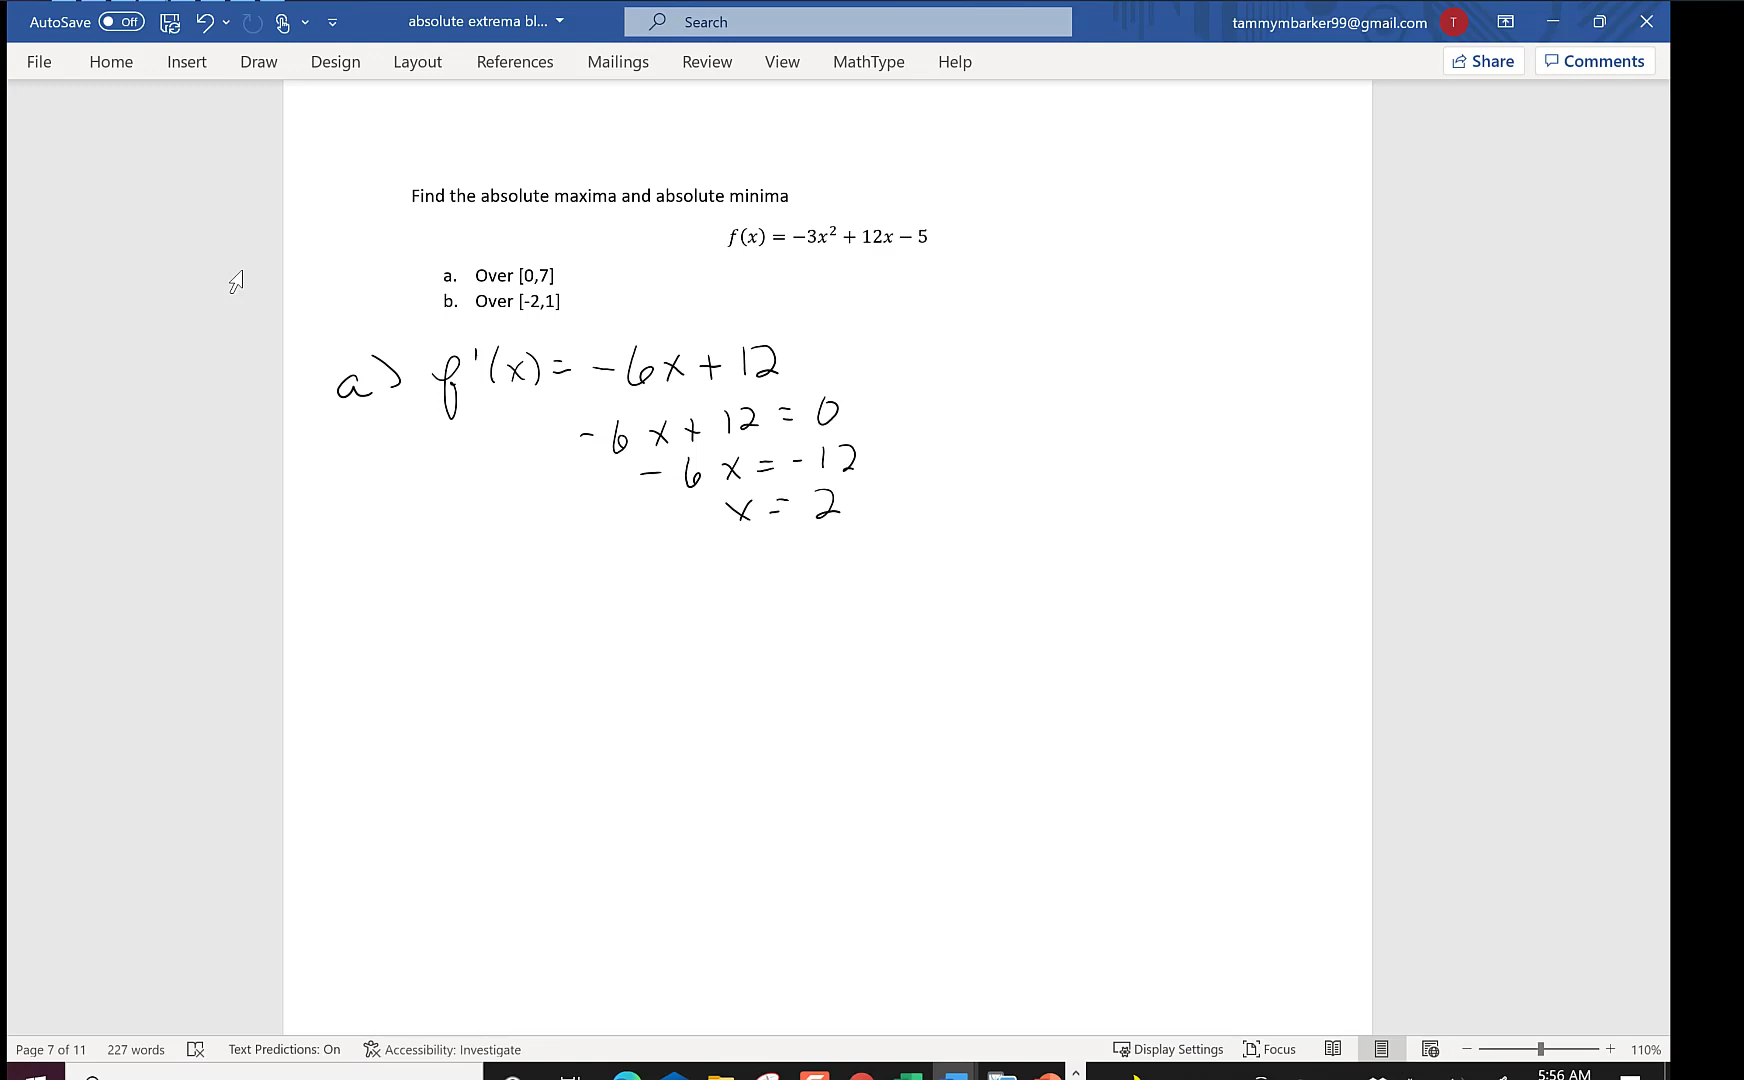 AutoSave Off absolute extrema bl... Search tammymbarker99@gmail.com T
File Home Insert Draw Design Layout References Mailings Review View MathType Help Share Comments
Find the absolute maxima and absolute minima
f(x) = −3x² + 12x − 5
a. Over [0,7]
b. Over [-2,1]
a) f'(x) = -6x + 12
-6x + 12 = 0
-6x = -12
x = 2
Page 7 of 11 227 words Text Predictions: On Accessibility: Investigate Display Settings Focus 110%
5:56 AM